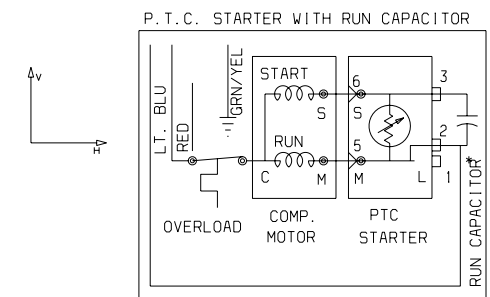 P.T.C. STARTER WITH RUN CAPACITOR
V
H
LT. BLU
RED
GRN/YEL
START
RUN
S
C
M
6
S
5
M
3
2
*
L
1
OVERLOAD
COMP.
MOTOR
PTC
STARTER
RUN CAPACITOR